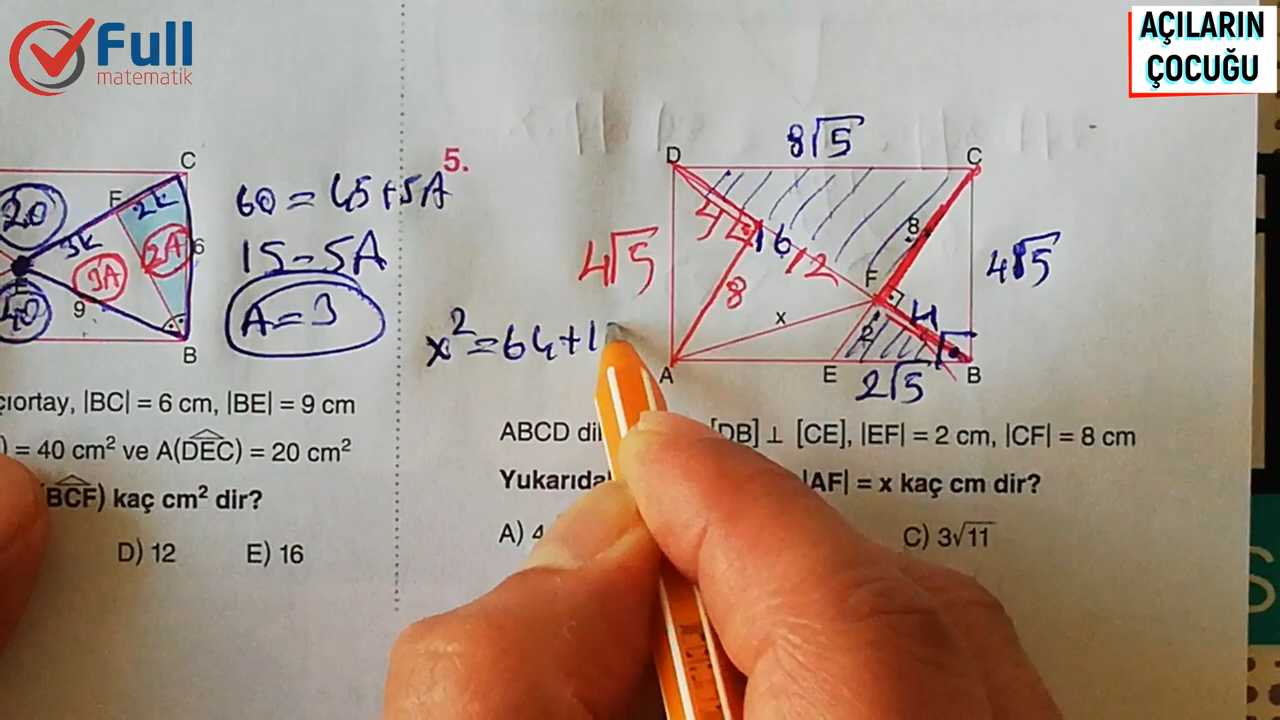 Full
matematik
AÇILARIN
ÇOCUĞU
C
F
2k
20
3k
2A
6
3A
40
9
B
60 = 45 + 5A
15 = 5A
A = 3
çıortay, |BC| = 6 cm, |BE| = 9 cm
) = 40 cm² ve A(DEC) = 20 cm²
(BCF) kaç cm² dir?
D) 12 E) 16
5.
8√5
D
C
4√5
4
16
12
8
8
4√5
F
x
2
4
A
E
2√5
B
x² = 64 + 1
ABCD di
[DB] ⊥ [CE], |EF| = 2 cm, |CF| = 8 cm
Yukarıda
|AF| = x kaç cm dir?
A) 4
C) 3√11